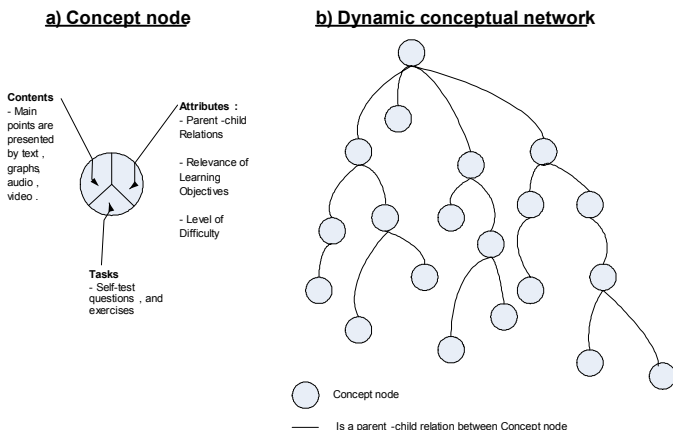 a) Concept node
b) Dynamic conceptual network
Contents
- Main
points are
presented
by text ,
graphs,
audio ,
video .
Attributes :
- Parent -child
Relations
- Relevance of
Learning
Objectives
- Level of
Difficulty
Tasks
- Self-test
questions , and
exercises
Concept node
Is a parent -child relation between Concept node